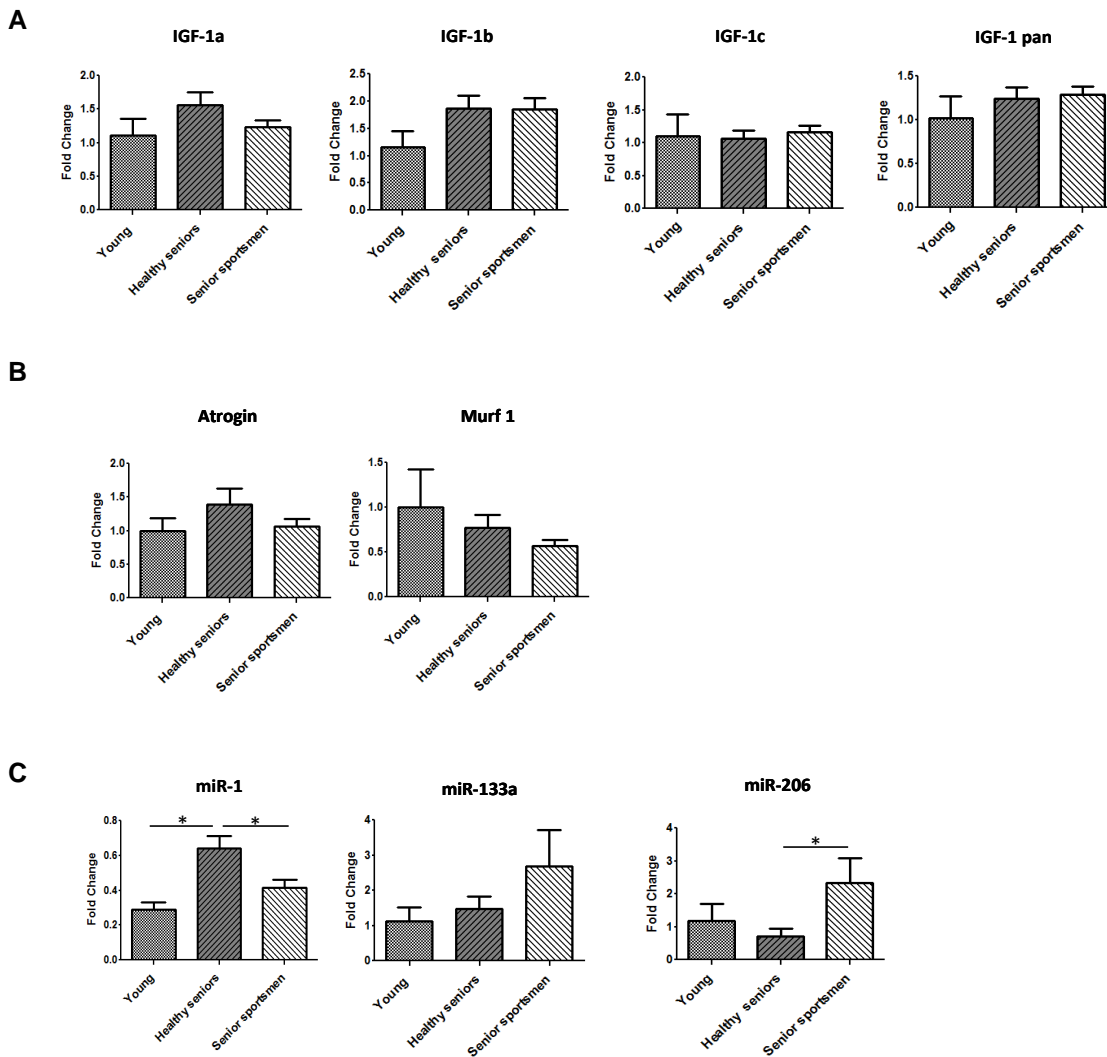 A
IGF-1a
IGF-1b
IGF-1c
IGF-1 pan
Fold Change
2.0
1.5
1.0
0.5
0.0
Young
Healthy seniors
Senior sportsmen
Fold Change
2.5
2.0
1.5
1.0
0.5
0.0
Young
Healthy seniors
Senior sportsmen
Fold Change
2.0
1.5
1.0
0.5
0.0
Young
Healthy seniors
Senior sportsmen
Fold Change
1.5
1.0
0.5
0.0
Young
Healthy seniors
Senior sportsmen
B
Atrogin
Murf 1
Fold Change
2.0
1.5
1.0
0.5
0.0
Young
Healthy seniors
Senior sportsmen
Fold Change
1.5
1.0
0.5
0.0
Young
Healthy seniors
Senior sportsmen
C
miR-1
miR-133a
miR-206
Fold Change
0.8
0.6
0.4
0.2
0.0
* *
Young
Healthy seniors
Senior sportsmen
Fold Change
4
3
2
1
0
Young
Healthy seniors
Senior sportsmen
Fold Change
4
3
2
1
0
*
Young
Healthy seniors
Senior sportsmen